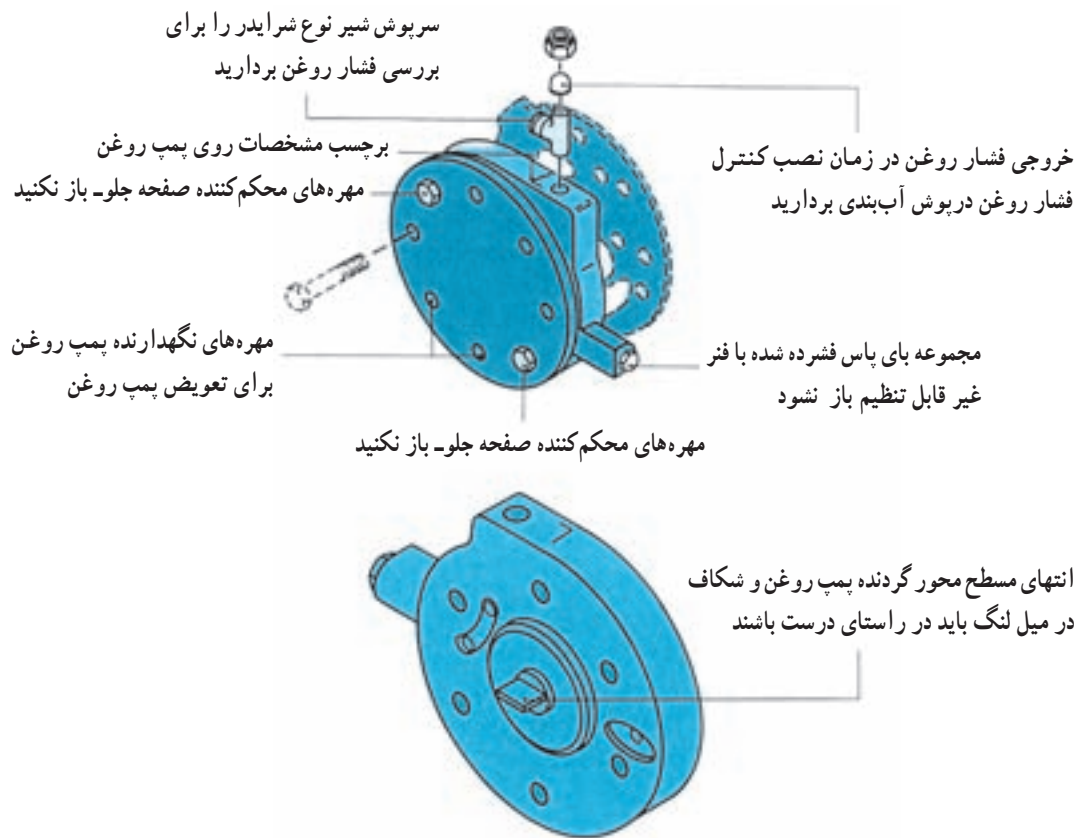 سرپوش شیر نوع شرایدر را برای
بررسی فشار روغن بردارید
برچسب مشخصات روی پمپ روغن
مهره‌های محکم‌کننده صفحه جلوـ باز نکنید
خروجی فشار روغن در زمان نصب کنترل
فشار روغن درپوش آب‌بندی بردارید
مهره‌های نگهدارنده پمپ روغن
برای تعویض پمپ روغن
مجموعه بای پاس فشرده شده با فنر
غیر قابل تنظیم باز نشود
مهره‌های محکم‌کننده صفحه جلوـ باز نکنید
انتهای مسطح محور گردنده پمپ روغن و شکاف
در میل لنگ باید در راستای درست باشند